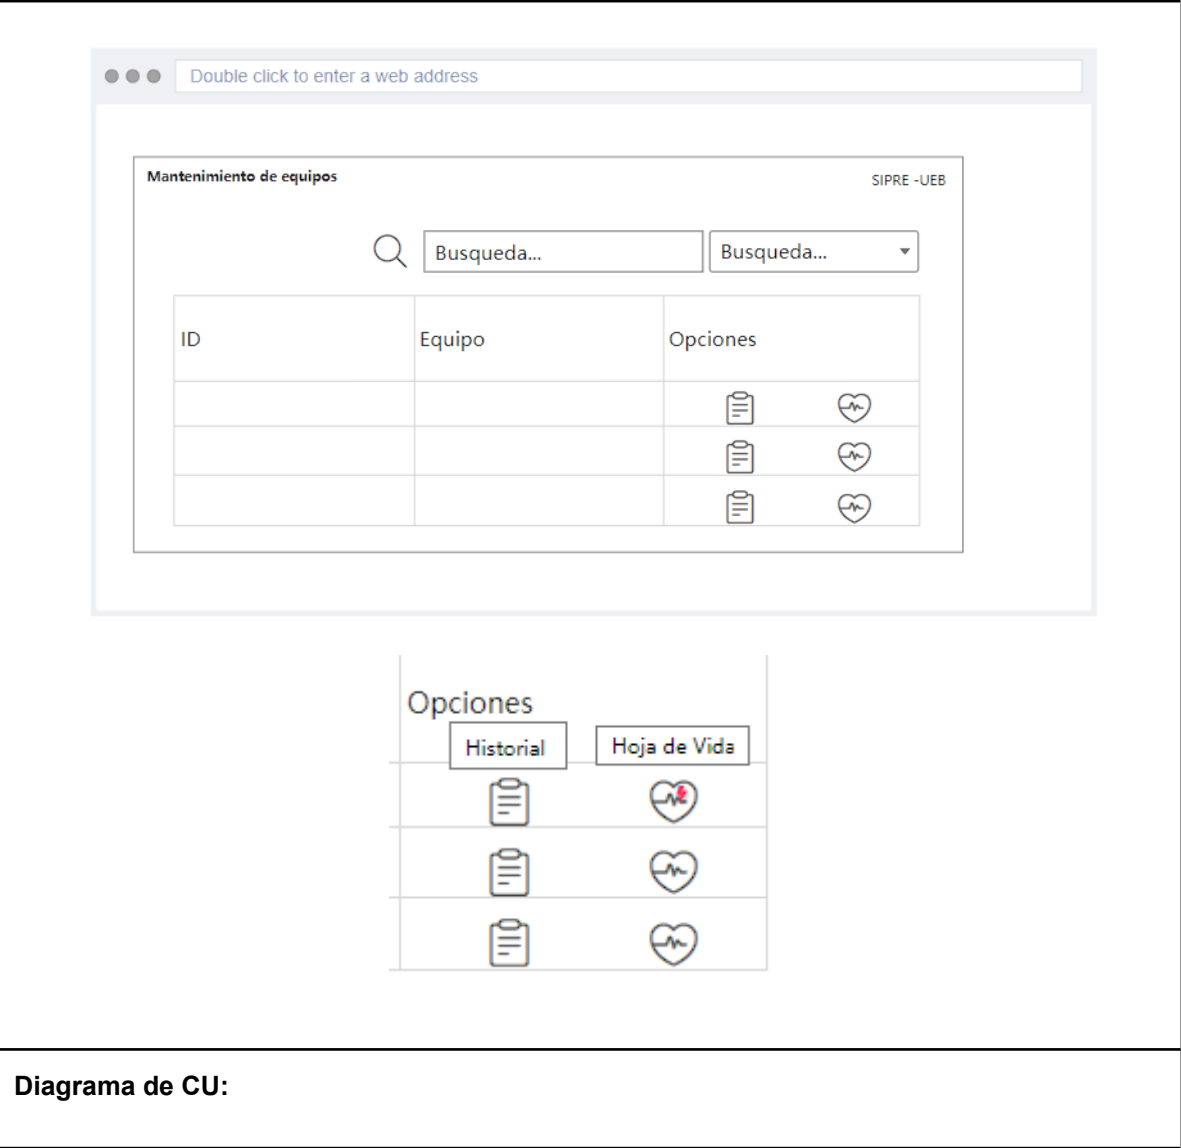 Double click to enter a web address
Mantenimiento de equipos
SIPRE -UEB
Busqueda...
Busqueda...
ID
Equipo
Opciones
Opciones
Historial
Hoja de Vida
Diagrama de CU: